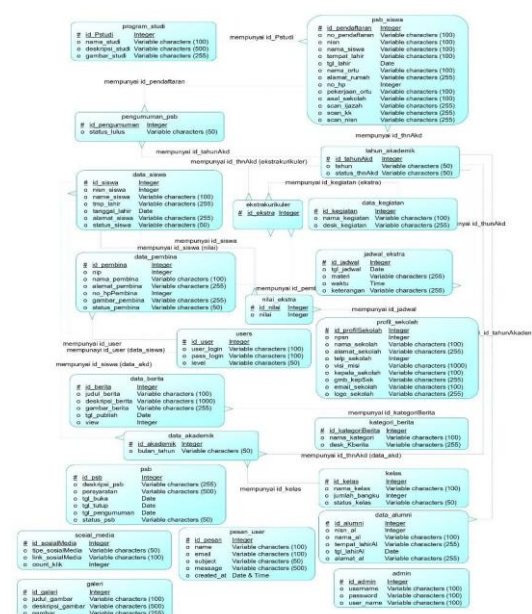 program_studi
# id_Pstudi Integer
o nama_studi Variable characters (100)
o deskripsi_studi Variable characters (500)
o gambar_studi Variable characters (255)
mempunyai id_Pstudi
psb_siswa
# id_pendaftaran Integer
o no_pendaftaran Variable characters (100)
o nisn Variable characters (100)
o nama_siswa Variable characters (100)
o tempat_lahir Variable characters (100)
o tgl_lahir Date
o nama_ortu Variable characters (100)
o alamat_rumah Variable characters (255)
o no_hp Integer
o pekerjaan_ortu Variable characters (100)
o asal_sekolah Variable characters (100)
o scan_ijazah Variable characters (255)
o scan_kk Variable characters (255)
o scan_nisn Variable characters (255)
mempunyai id_pendaftaran
pengumuman_psb
# id_pengumuman Integer
o status_lulus Variable characters (50)
mempunyai id_thnAkd
mempunyai id_tahunAkd
tahun_akademik
# id_tahunAkd Integer
o tahun Variable characters (50)
o status_thnAkd Variable characters (50)
mempunyai id_thnAkd (ekstrakurikuler)
mempunyai id_kegiatan (ekstra)
data_siswa
# id_siswa Integer
o nisn_siswa Integer
o name_siswa Variable characters (100)
o tmp_lahir Variable characters (255)
o tanggal_lahir Date
o alamat_siswa Variable characters (255)
o status_siswa Variable characters (50)
ekstrakurikuler
# id_ekstra Integer
data_kegiatan
# id_kegiatan Integer
o name_kegiatan Variable characters (100)
o desk_kegiatan Variable characters (255)
mempunyai id_siswa
mempunyai id_siswa (nilai)
data_pembina
# id_pembina Integer
o nip Integer
o nama_pembina Variable characters (100)
o alamat_pembina Variable characters (255)
o no_hpPembina Integer
o gambar_pembina Variable characters (255)
o status_pembina Variable characters (50)
jadwal_ekstra
# id_jadwal Integer
o tgl_jadwal Date
o materi Variable characters (255)
o waktu Time
o keterangan Variable characters (255)
nilai_ekstra
# id_nilai Integer
o nilai Integer
mempunyai id_jadwal
profil_sekolah
# id_profilSekolah Integer
o npsn Integer
o nama_sekolah Variable characters (100)
o alamat_sekolah Variable characters (255)
o telp_sekolah Integer
o visi_misi Variable characters (1000)
o kepala_sekolah Variable characters (100)
o gmb_kepSek Variable characters (255)
o email_sekolah Variable characters (100)
o logo_sekolah Variable characters (255)
users
# id_user Integer
o user_login Variable characters (100)
o pass_login Variable characters (100)
o level Variable characters (50)
mempunyai id_user
mempunyai id_user (data_siswa)
mempunyai id_siswa (data_akd)
data_berita
# id_berita Integer
o judul_berita Variable characters (100)
o deskripsi_berita Variable characters (1000)
o gambar_berita Variable characters (255)
o tgl_publish Date
o view Integer
mempunyai id_kategoriBerita
kategori_berita
# id_kategoriBerita Integer
o nama_kategori Variable characters (100)
o desk_Kberita Variable characters (255)
data_akademik
# id_akademik Integer
o bulan_tahun Variable characters (50)
mempunyai id_thnAkd (data_akd)
psb
# id_psb Integer
o deskripsi_psb Variable characters (255)
o persyaratan Variable characters (500)
o tgl_buka Date
o tgl_tutup Date
o tgl_pengumuman Date
o status_psb Variable characters (50)
mempunyai id_kelas
kelas
# id_kelas Integer
o nama_kelas Variable characters (100)
o jumlah_bangku Integer
o status_kelas Variable characters (50)
data_alumni
# id_alumni Integer
o nisn_al Integer
o nama_al Variable characters (100)
o tempat_lahirAl Variable characters (255)
o tgl_lahirAl Date
o alamat_al Variable characters (255)
sosial_media
# id_sosialMedia Integer
o tipe_sosialMedia Variable characters (50)
o link_sosialMedia Variable characters (100)
o count_klik Integer
pesan_user
# id_pesan Integer
o name Variable characters (100)
o email Variable characters (100)
o subject Variable characters (50)
o message Variable characters (500)
o created_at Date & Time
admin
# id_admin Integer
o username Variable characters (100)
o password Variable characters (100)
o user_name Variable characters (100)
galeri
# id_galeri Integer
o judul_gambar Variable characters (100)
o deskripsi_gambar Variable characters (500)
o gambar Variable characters (255)